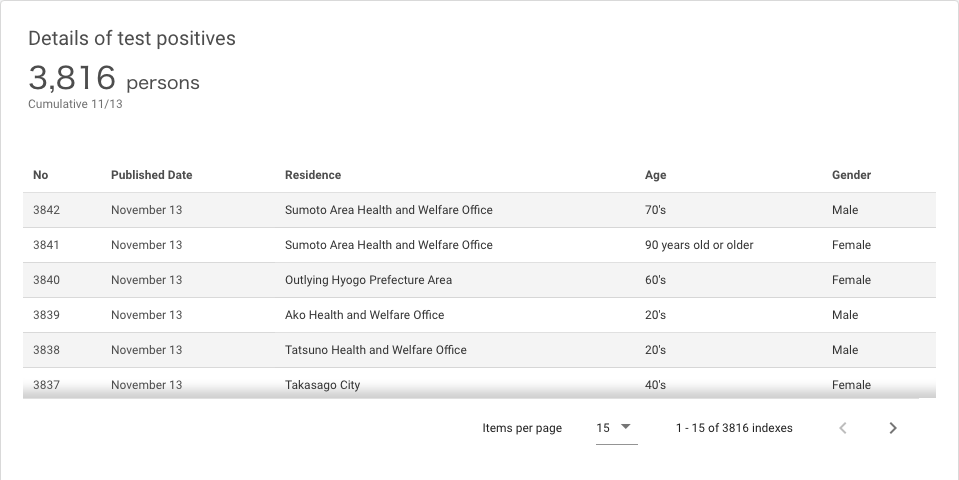 Details of test positives
3,816 persons
Cumulative 11/13
No Published Date Residence Age Gender
3842 November 13 Sumoto Area Health and Welfare Office 70's Male
3841 November 13 Sumoto Area Health and Welfare Office 90 years old or older Female
3840 November 13 Outlying Hyogo Prefecture Area 60's Female
3839 November 13 Ako Health and Welfare Office 20's Male
3838 November 13 Tatsuno Health and Welfare Office 20's Male
3837 November 13 Takasago City 40's Female
Items per page 15 1 - 15 of 3816 indexes